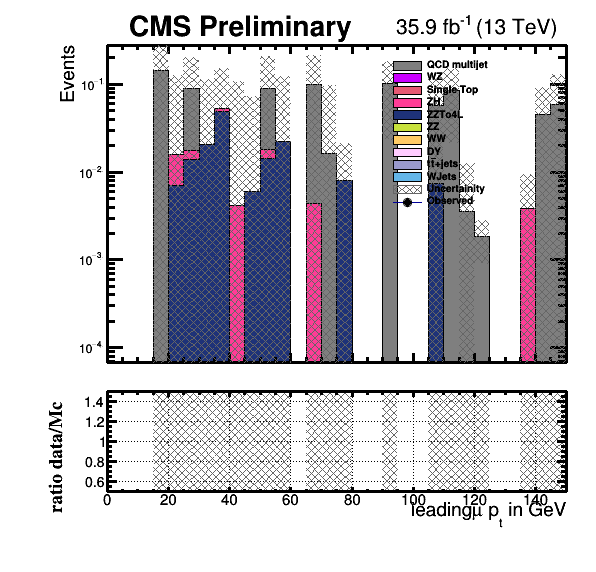 CMS Preliminary 35.9 fb⁻¹ (13 TeV)
Events
10⁻¹
10⁻²
10⁻³
10⁻⁴
QCD multijet
WZ
Single Top
ZH
ZZTo4L
ZZ
WW
DY
tt+jets
WJets
Uncertainity
Observed
ratio data/Mc
1.4
1.2
1
0.8
0.6
0 20 40 60 80 100 120 140
leadingμ pt in GeV